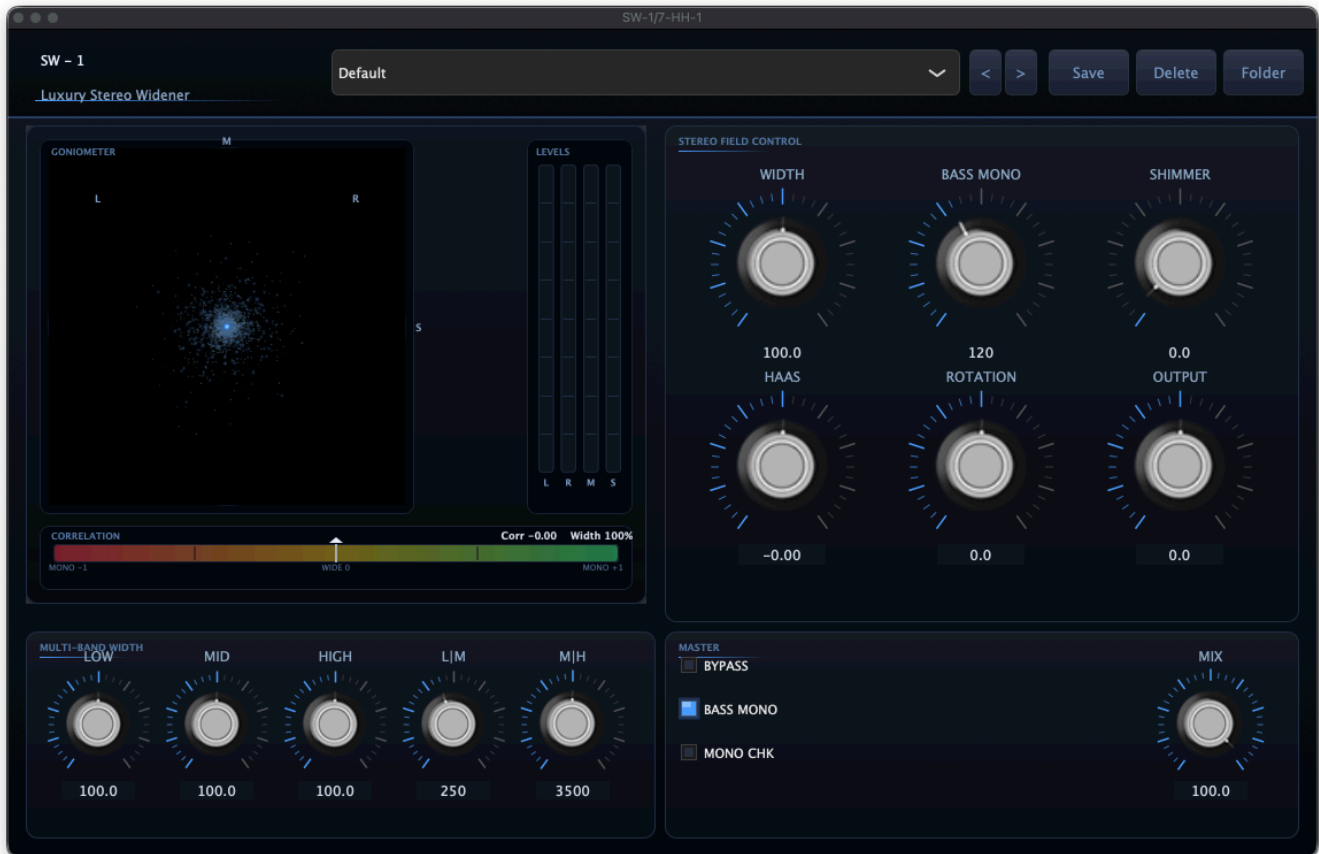 SW-1/7-HH-1
SW – 1
Luxury Stereo Widener
Default
< > Save Delete Folder
GONIOMETER
M
L R
S
LEVELS
L R M S
CORRELATION Corr -0.00 Width 100%
MONO -1 WIDE 0 MONO +1
STEREO FIELD CONTROL
WIDTH BASS MONO SHIMMER
100.0 120 0.0
HAAS ROTATION OUTPUT
-0.00 0.0 0.0
MULTI-BAND WIDTH
LOW MID HIGH L|M M|H
100.0 100.0 100.0 250 3500
MASTER
BYPASS
BASS MONO
MONO CHK
MIX
100.0